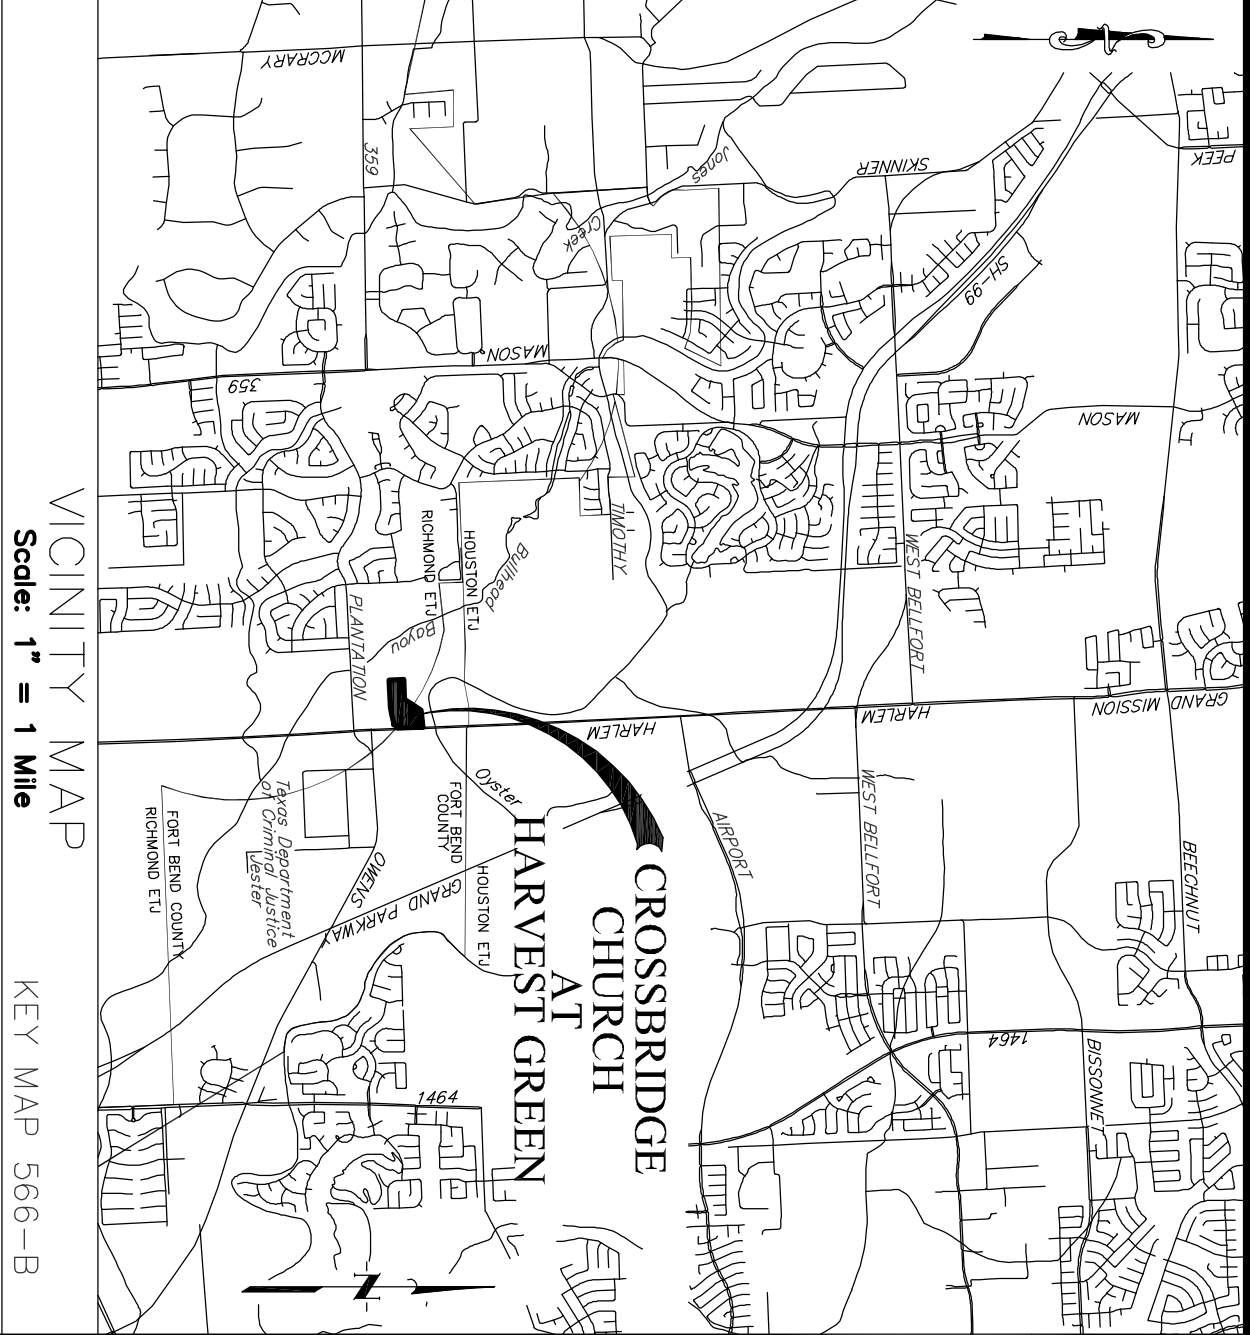 MCCRARY
359
Jones
SKINNER
PEEK
Creek
SH-99
MASON
359
MASON
TIMOTHY
WEST BELLFORT
RICHMOND ETJ
HOUSTON ETJ
Bullhead
Bayou
PLANTATION
HARLEM
HARLEM
GRAND MISSION
Oyster
Texas Department
of Criminal Justice
Jester
FORT BEND COUNTY
RICHMOND ETJ
OWENS
GRAND PARKWAY
FORT BEND
COUNTY
HOUSTON ETJ
AIRPORT
WEST BELLFORT
BEECHNUT
CROSSBRIDGE
CHURCH
AT
HARVEST GREEN
1464
1464
BISSONNET
N
VICINITY MAP
Scale: 1" = 1 Mile
KEY MAP 566-B